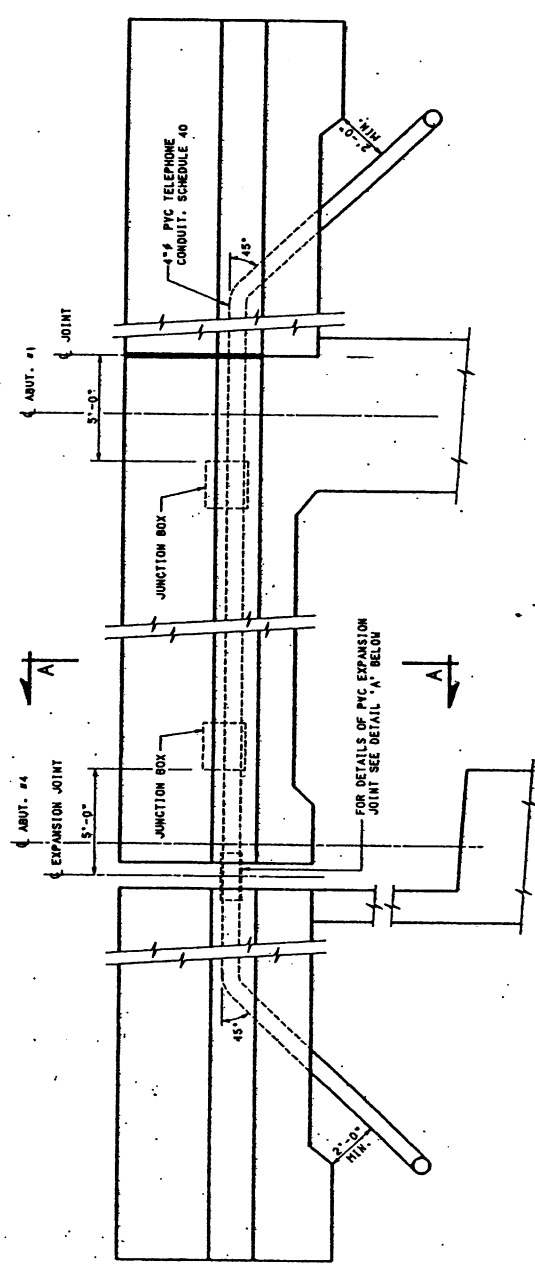 ℄ ABUT. #4
℄ EXPANSION JOINT
5'-0"
JUNCTION BOX
A
45°
2'-0"
MIN.
FOR DETAILS OF PVC EXPANSION
JOINT SEE DETAIL 'A' BELOW
A
JUNCTION BOX
℄ ABUT. #1
℄ JOINT
5'-0"
4"ø PVC TELEPHONE
CONDUIT. SCHEDULE 40
45°
2'-0"
MIN.